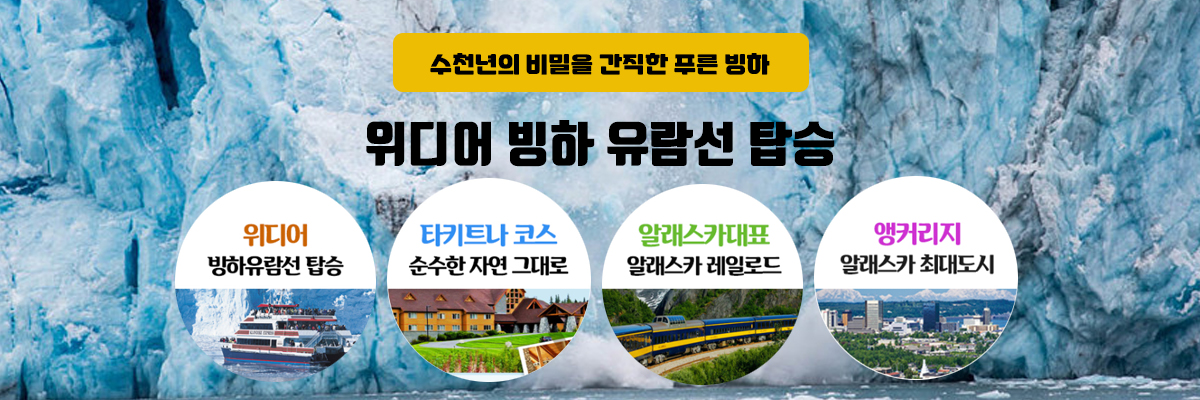 수천년의 비밀을 간직한 푸른 빙하
위디어 빙하 유람선 탑승
위디어
빙하유람선 탑승
타키트나 코스
순수한 자연 그대로
알래스카대표
알래스카 레일로드
앵커리지
알래스카 최대도시